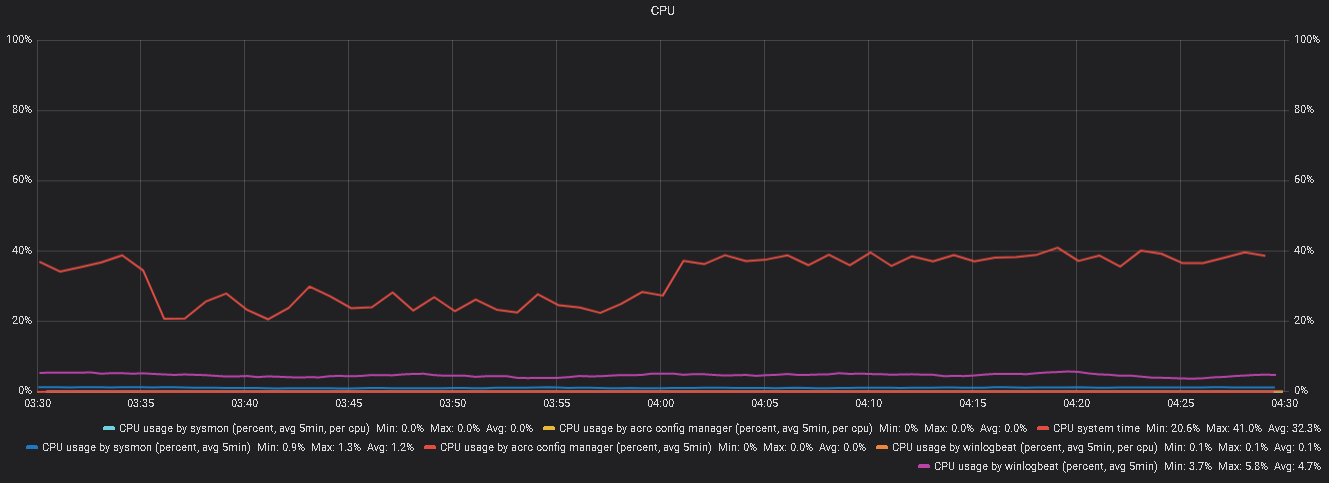 CPU
100% 100%
80% 80%
60% 60%
40% 40%
20% 20%
0% 0%
03:30 03:35 03:40 03:45 03:50 03:55 04:00 04:05 04:10 04:15 04:20 04:25 04:30
CPU usage by sysmon (percent, avg 5min, per cpu) Min: 0.0% Max: 0.0% Avg: 0.0% CPU usage by acrc config manager (percent, avg 5min, per cpu) Min: 0% Max: 0.0% Avg: 0.0% CPU system time Min: 20.6% Max: 41.0% Avg: 32.3%
CPU usage by sysmon (percent, avg 5min) Min: 0.9% Max: 1.3% Avg: 1.2% CPU usage by acrc config manager (percent, avg 5min) Min: 0% Max: 0.0% Avg: 0.0% CPU usage by winlogbeat (percent, avg 5min, per cpu) Min: 0.1% Max: 0.1% Avg: 0.1%
CPU usage by winlogbeat (percent, avg 5min) Min: 3.7% Max: 5.8% Avg: 4.7%